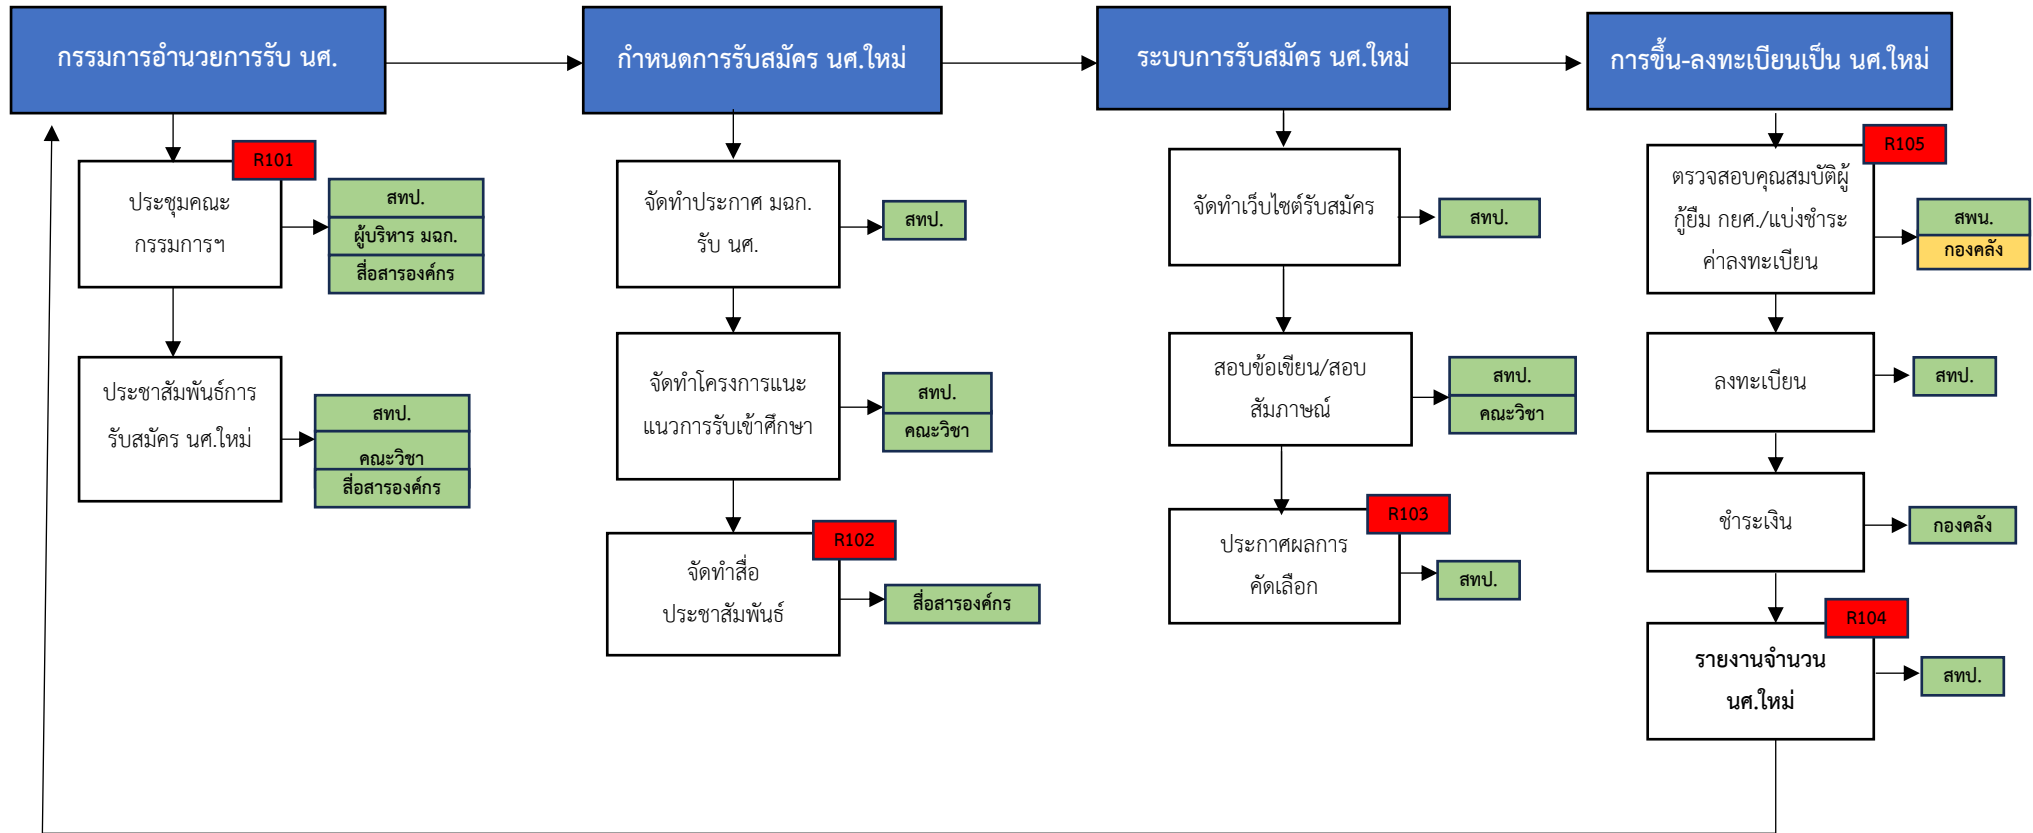 กรรมการอำนวยการรับ นศ.
กำหนดการรับสมัคร นศ.ใหม่
ระบบการรับสมัคร นศ.ใหม่
การขึ้น-ลงทะเบียนเป็น นศ.ใหม่
R101
ประชุมคณะ
กรรมการฯ
สทป.
ผู้บริหาร มฉก.
สื่อสารองค์กร
ประชาสัมพันธ์การ
รับสมัคร นศ.ใหม่
สทป.
คณะวิชา
สื่อสารองค์กร
จัดทำประกาศ มฉก.
รับ นศ.
สทป.
จัดทำโครงการแนะ
แนวการรับเข้าศึกษา
สทป.
คณะวิชา
R102
จัดทำสื่อ
ประชาสัมพันธ์
สื่อสารองค์กร
จัดทำเว็บไซต์รับสมัคร
สทป.
สอบข้อเขียน/สอบ
สัมภาษณ์
สทป.
คณะวิชา
R103
ประกาศผลการ
คัดเลือก
สทป.
R105
ตรวจสอบคุณสมบัติผู้
กู้ยืม กยศ./แบ่งชำระ
ค่าลงทะเบียน
สพน.
กองคลัง
ลงทะเบียน
สทป.
ชำระเงิน
กองคลัง
R104
รายงานจำนวน
นศ.ใหม่
สทป.